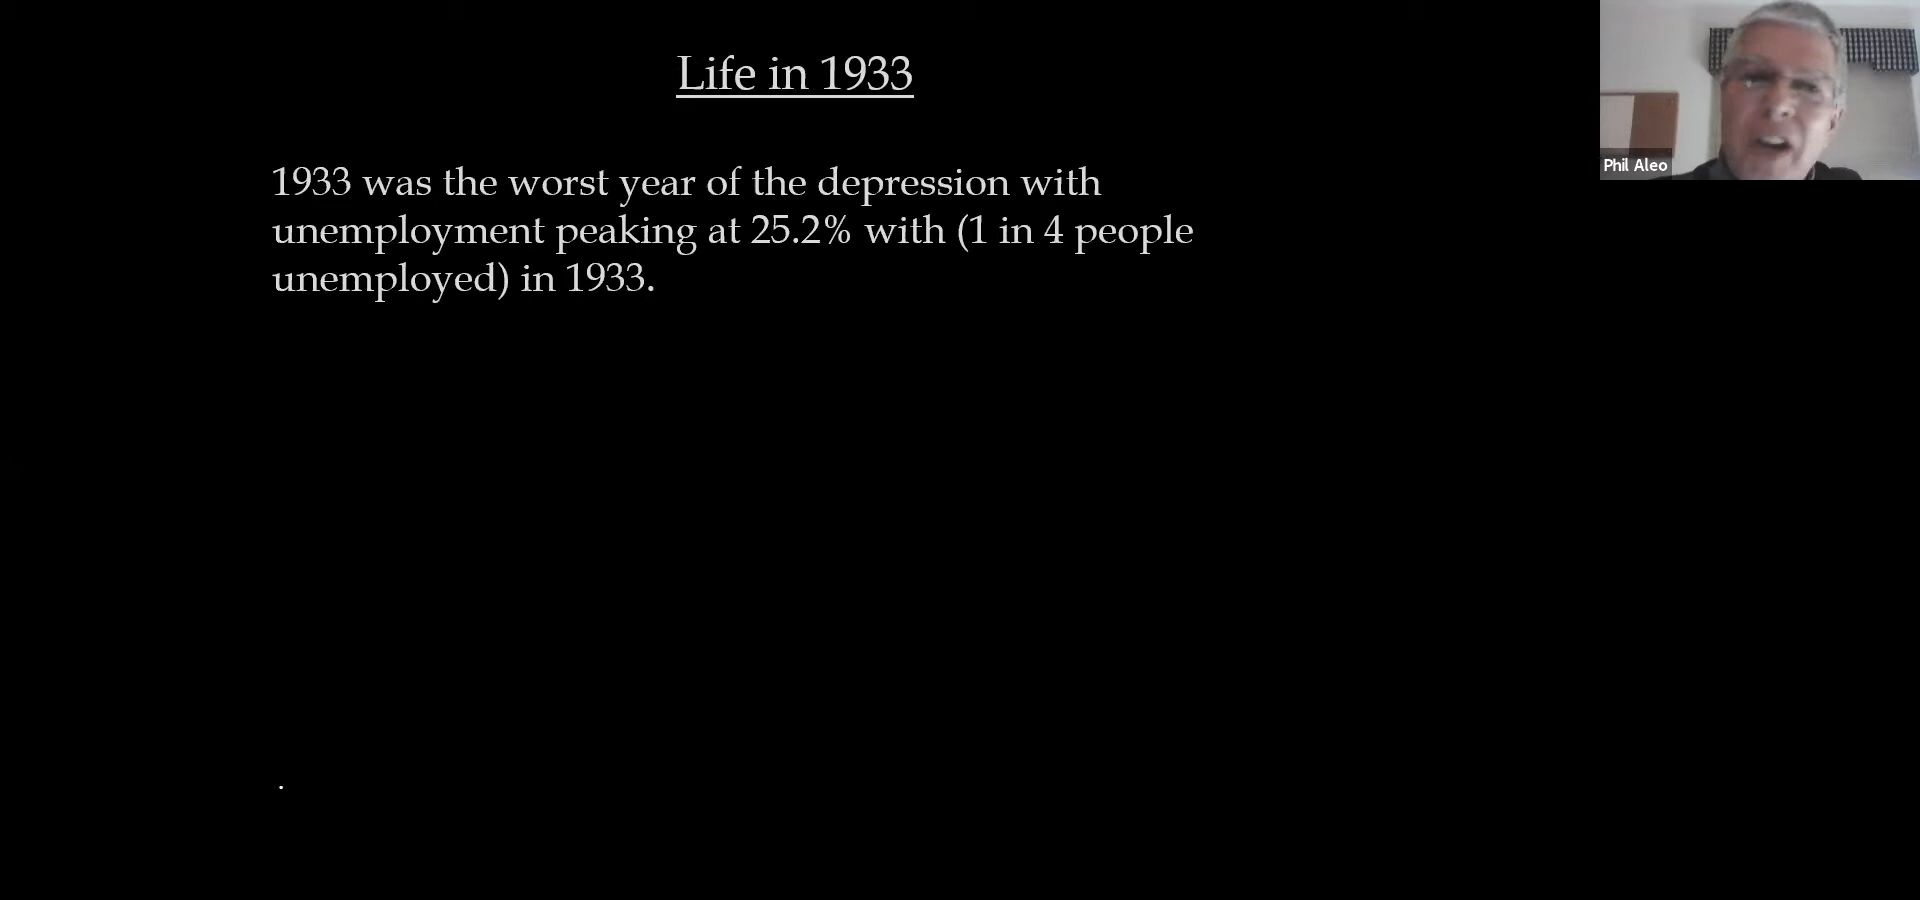 Life in 1933
1933 was the worst year of the depression with
unemployment peaking at 25.2% with (1 in 4 people
unemployed) in 1933.
.
Phil Aleo